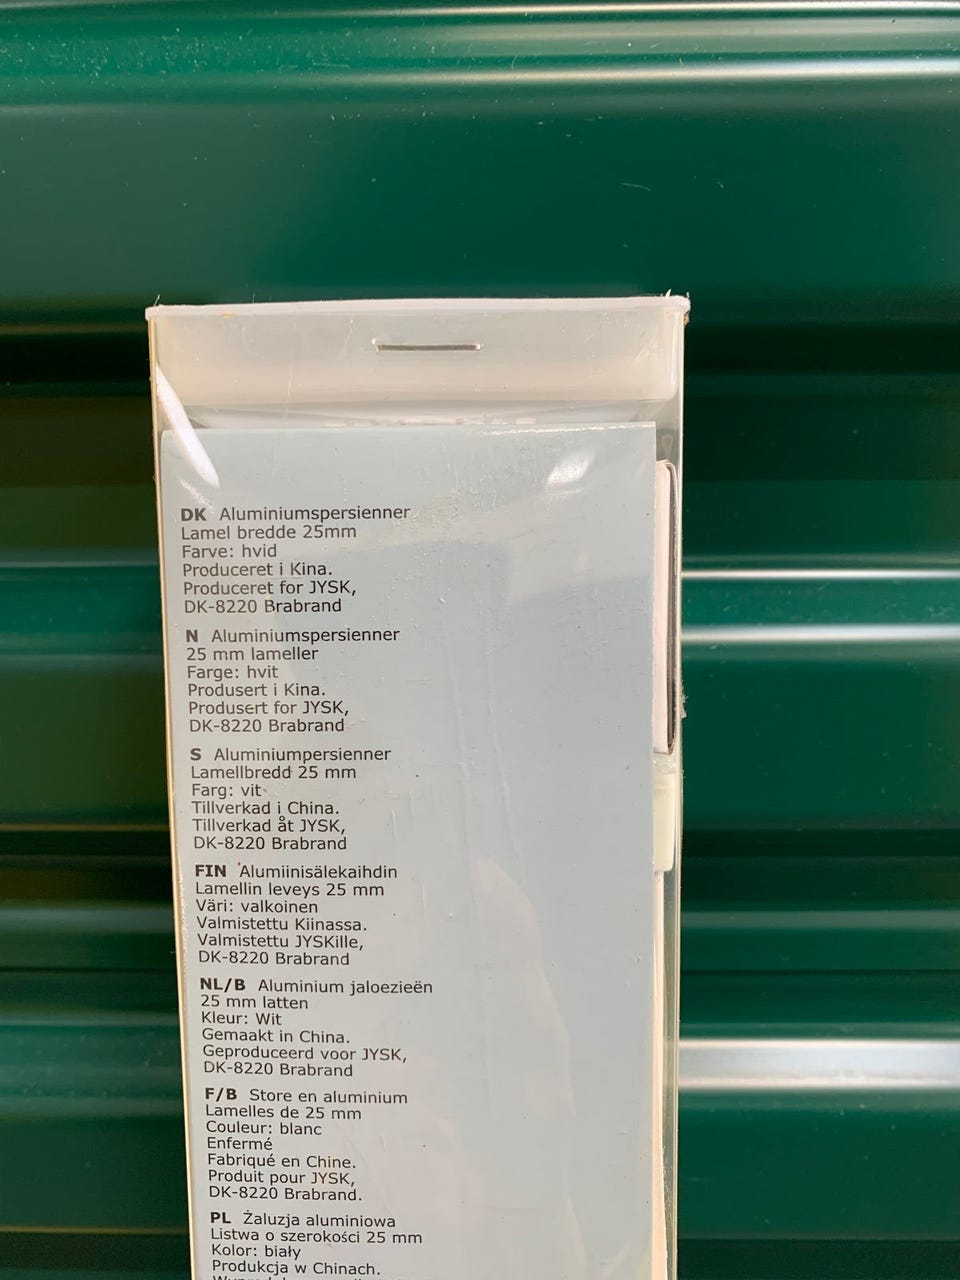 DK Aluminiumspersienner
Lamel bredde 25mm
Farve: hvid
Produceret i Kina.
Produceret for JYSK,
DK-8220 Brabrand
N Aluminiumspersienner
25 mm lameller
Farge: hvit
Produsert i Kina.
Produsert for JYSK,
DK-8220 Brabrand
S Aluminiumpersienner
Lamellbredd 25 mm
Farg: vit
Tillverkad i China.
Tillverkad åt JYSK,
DK-8220 Brabrand
FIN Alumiinisälekaihdin
Lamellin leveys 25 mm
Väri: valkoinen
Valmistettu Kiinassa.
Valmistettu JYSKille,
DK-8220 Brabrand
NL/B Aluminium jaloezieën
25 mm latten
Kleur: Wit
Gemaakt in China.
Geproduceerd voor JYSK,
DK-8220 Brabrand
F/B Store en aluminium
Lamelles de 25 mm
Couleur: blanc
Enfermé
Fabriqué en Chine.
Produit pour JYSK,
DK-8220 Brabrand.
PL Żaluzja aluminiowa
Listwa o szerokości 25 mm
Kolor: biały
Produkcja w Chinach.